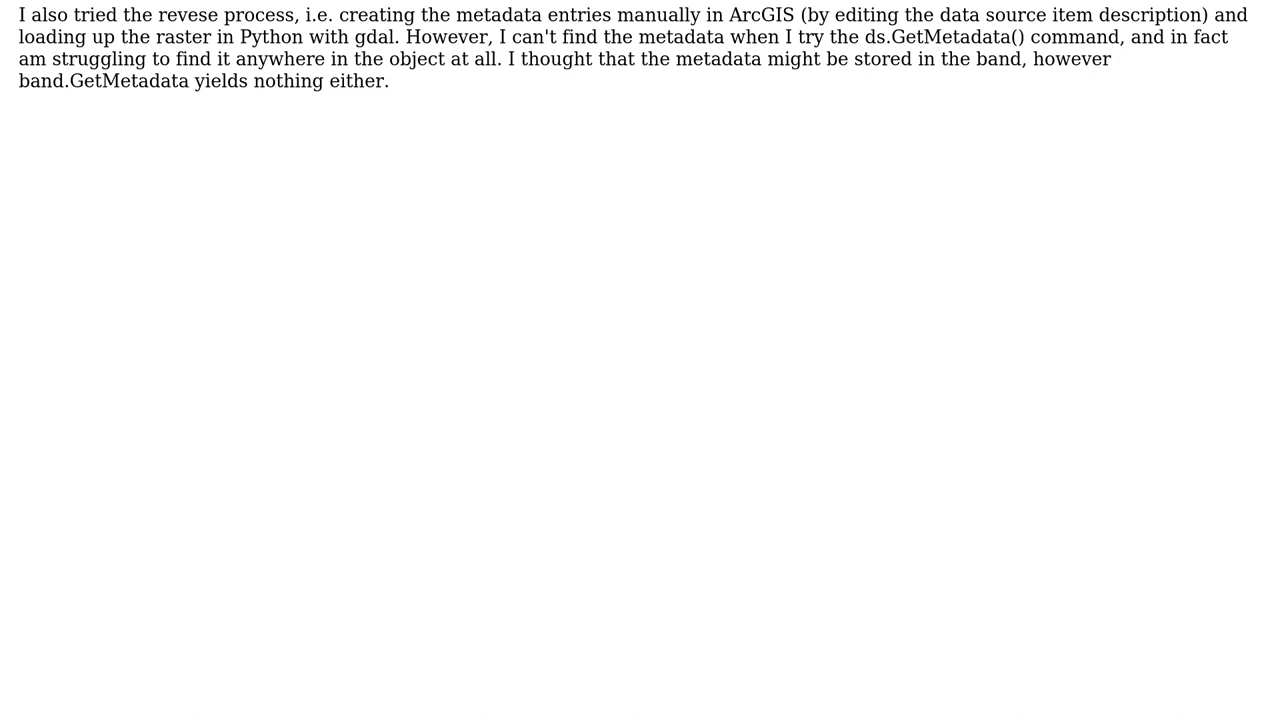 I also tried the revese process, i.e. creating the metadata entries manually in ArcGIS (by editing the data source item description) and
loading up the raster in Python with gdal. However, I can't find the metadata when I try the ds.GetMetadata() command, and in fact
am struggling to find it anywhere in the object at all. I thought that the metadata might be stored in the band, however
band.GetMetadata yields nothing either.